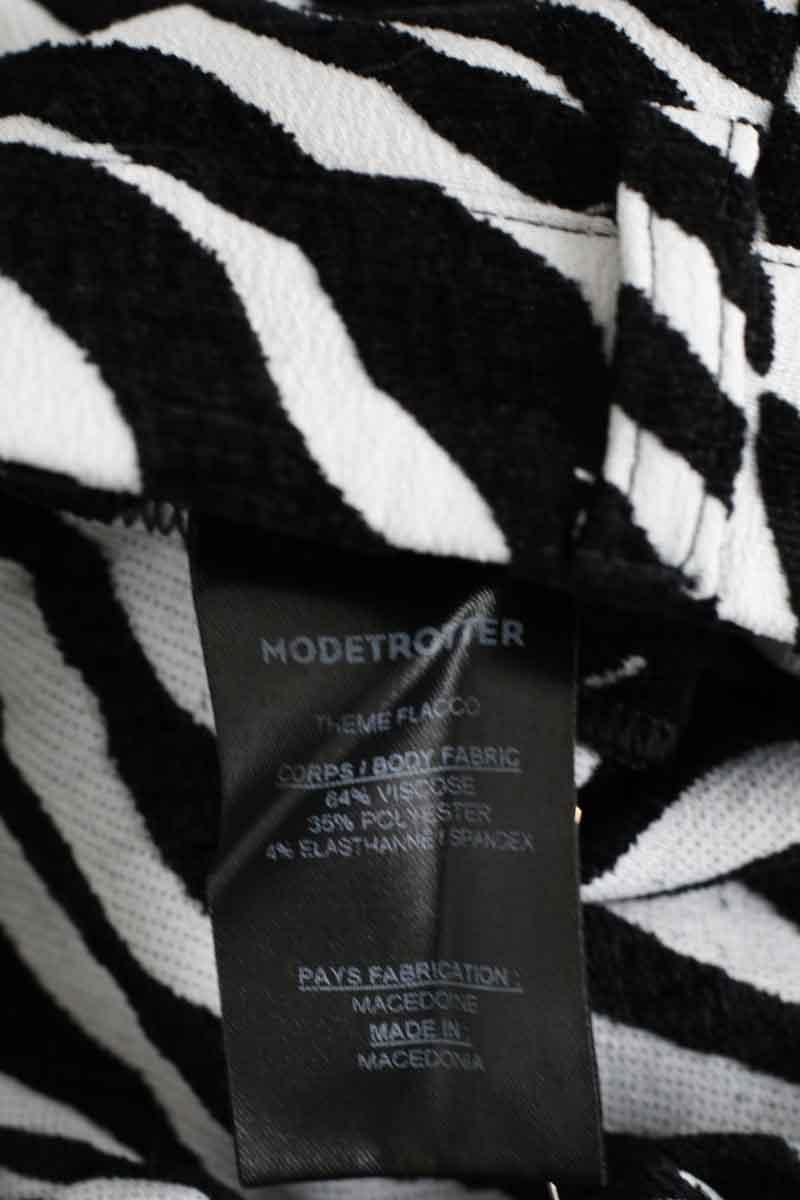 MODETROTTER
THEME FLACCO
CORPS / BODY FABRIC
64% VISCOSE
35% POLYESTER
4% ELASTHANNE / SPANDEX
PAYS FABRICATION :
MACEDOINE
MADE IN :
MACEDONIA